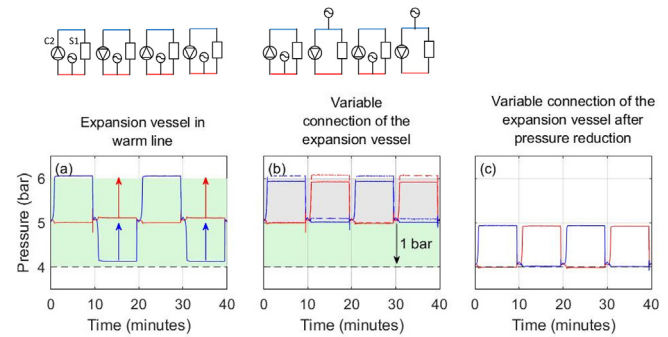 C2 S1
Expansion vessel in
warm line
Variable
connection of the
expansion vessel
Variable connection of the
expansion vessel after
pressure reduction
Pressure (bar)
(a)
6
5
4
0 10 20 30 40
Time (minutes)
(b)
1 bar
0 10 20 30 40
Time (minutes)
(c)
0 10 20 30 40
Time (minutes)